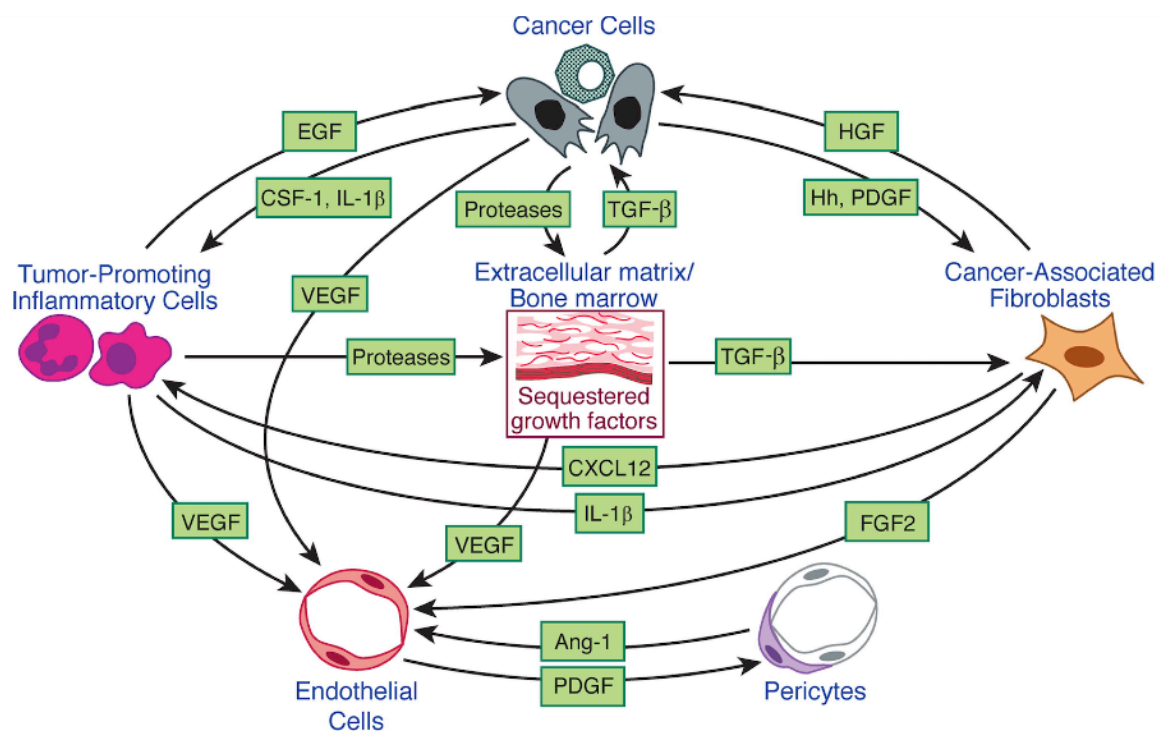 Cancer Cells
EGF
HGF
CSF-1, IL-1β
Proteases
TGF-β
Hh, PDGF
Tumor-Promoting
Inflammatory Cells
VEGF
Extracellular matrix/
Bone marrow
Cancer-Associated
Fibroblasts
Proteases
TGF-β
Sequestered
growth factors
CXCL12
IL-1β
VEGF
VEGF
FGF2
Ang-1
PDGF
Endothelial
Cells
Pericytes